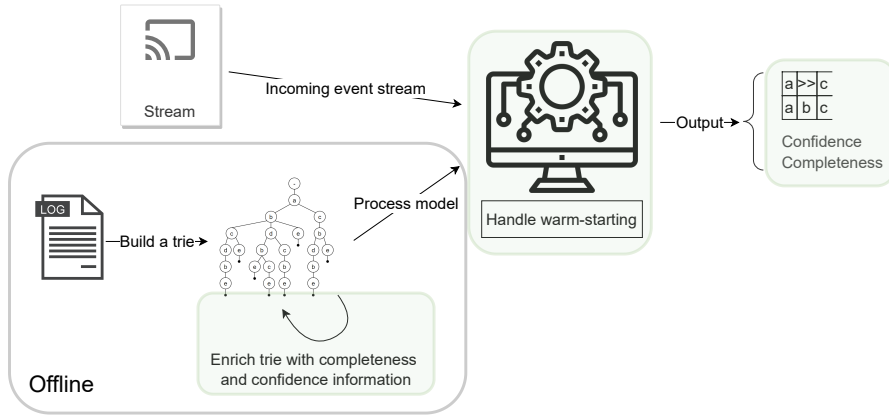 Stream
Incoming event stream
Output
a >> c
a b c
Confidence
Completeness
Handle warm-starting
Process model
LOG
Build a trie
-
a
b c
c d e b
d e b c d e
b e c b b
e e e e
Enrich trie with completeness
and confidence information
Offline